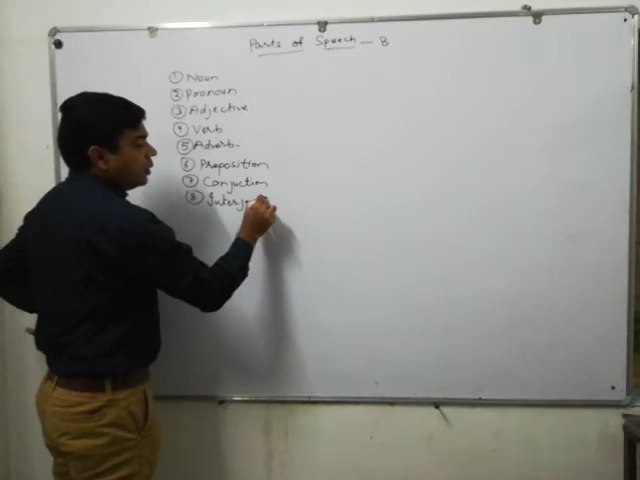 Parts of Speech - 8
① Noun
② Pronoun
③ Adjective
④ Verb
⑤ Adverb.
⑥ Preposition
⑦ Conjuction
⑧ Interje